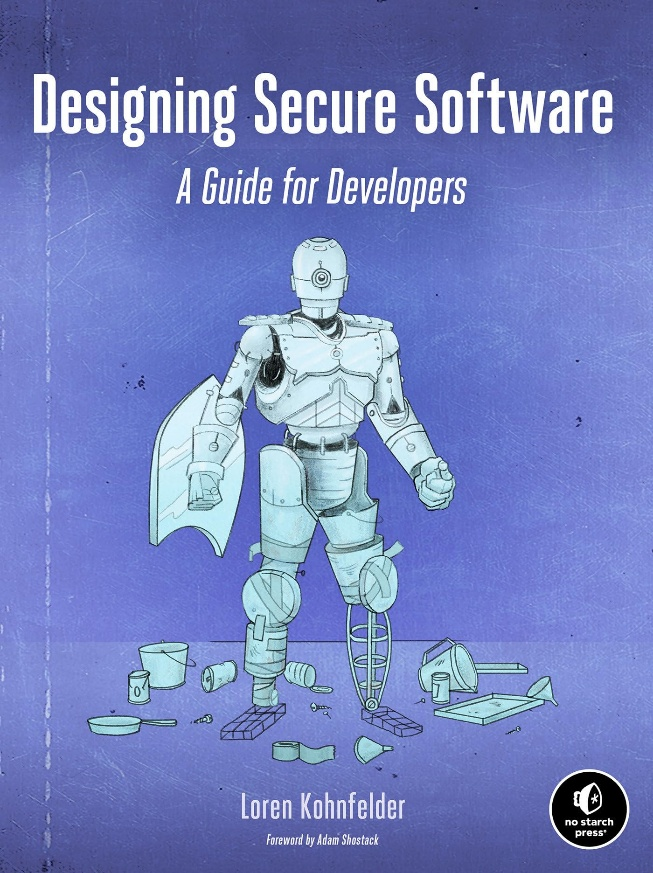 Designing Secure Software
A Guide for Developers
Loren Kohnfelder
Foreword by Adam Shostack
no starch
press®